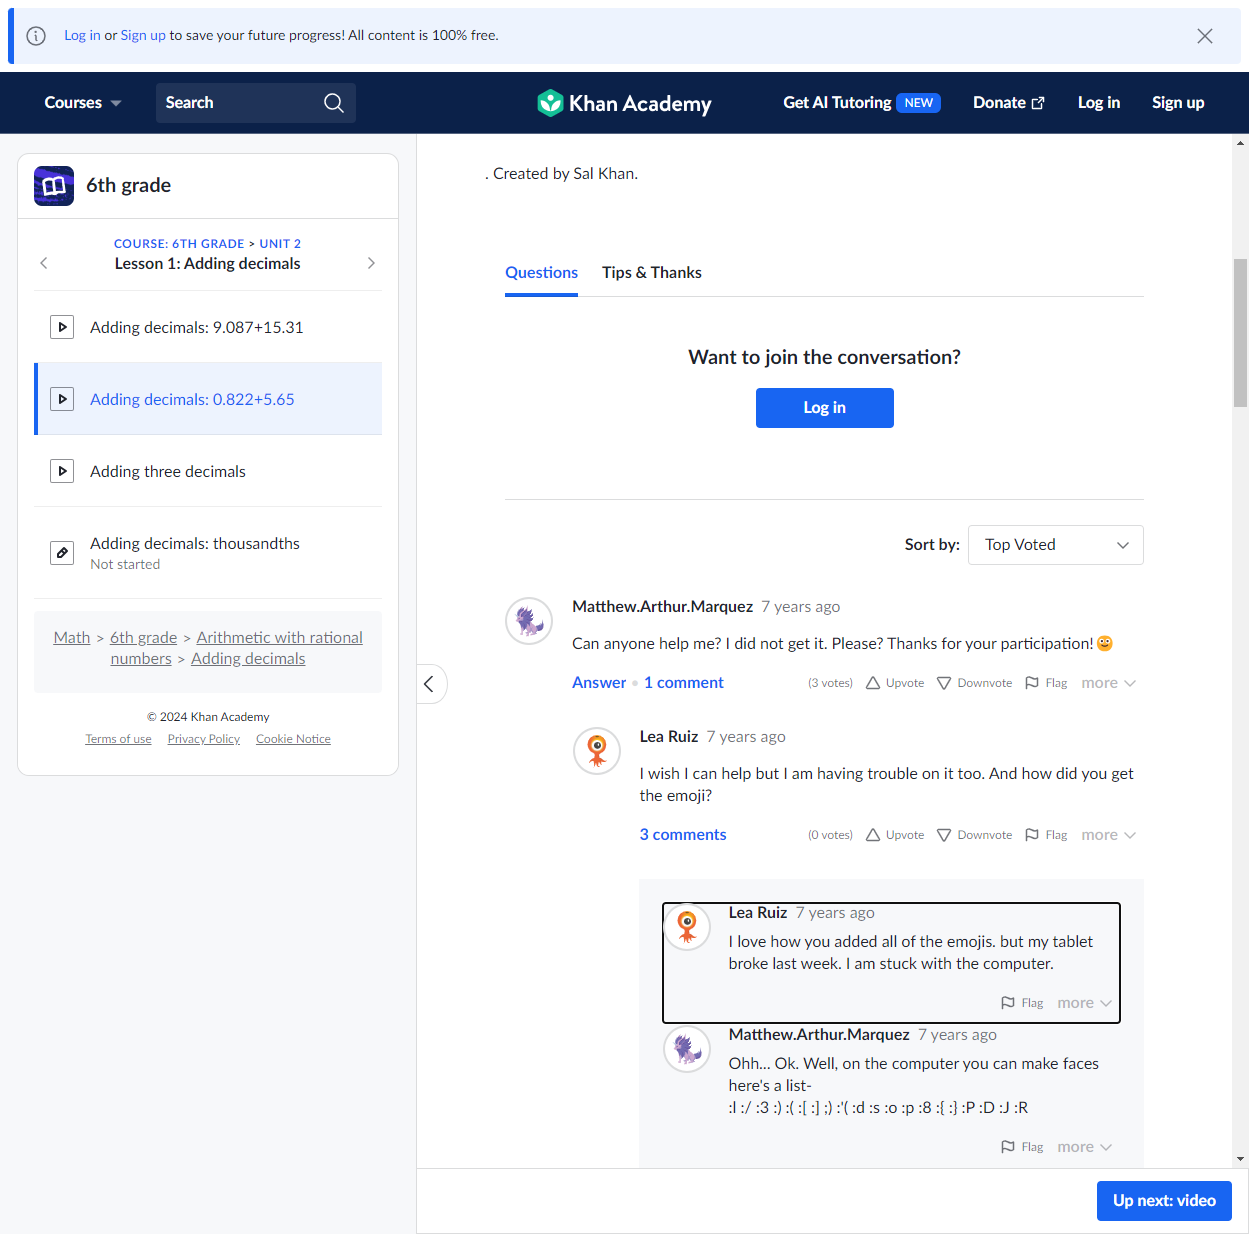 Log in or Sign up to save your future progress! All content is 100% free.
Courses
Search
Khan Academy
Get AI Tutoring NEW
Donate
Log in
Sign up
6th grade
COURSE: 6TH GRADE > UNIT 2
Lesson 1: Adding decimals
Adding decimals: 9.087+15.31
Adding decimals: 0.822+5.65
Adding three decimals
Adding decimals: thousandths
Not started
Math > 6th grade > Arithmetic with rational
numbers > Adding decimals
© 2024 Khan Academy
Terms of use Privacy Policy Cookie Notice
. Created by Sal Khan.
Questions
Tips & Thanks
Want to join the conversation?
Log in
Sort by: Top Voted
Matthew.Arthur.Marquez 7 years ago
Can anyone help me? I did not get it. Please? Thanks for your participation! 🙂
Answer • 1 comment (3 votes) Upvote Downvote Flag more
Lea Ruiz 7 years ago
I wish I can help but I am having trouble on it too. And how did you get
the emoji?
3 comments (0 votes) Upvote Downvote Flag more
Lea Ruiz 7 years ago
I love how you added all of the emojis. but my tablet
broke last week. I am stuck with the computer.
Flag more
Matthew.Arthur.Marquez 7 years ago
Ohh... Ok. Well, on the computer you can make faces
here's a list-
:l :/ :3 :) :( :[ :] ;) :'( :d :s :o :p :8 :{ :} :P :D :J :R
Flag more
Up next: video